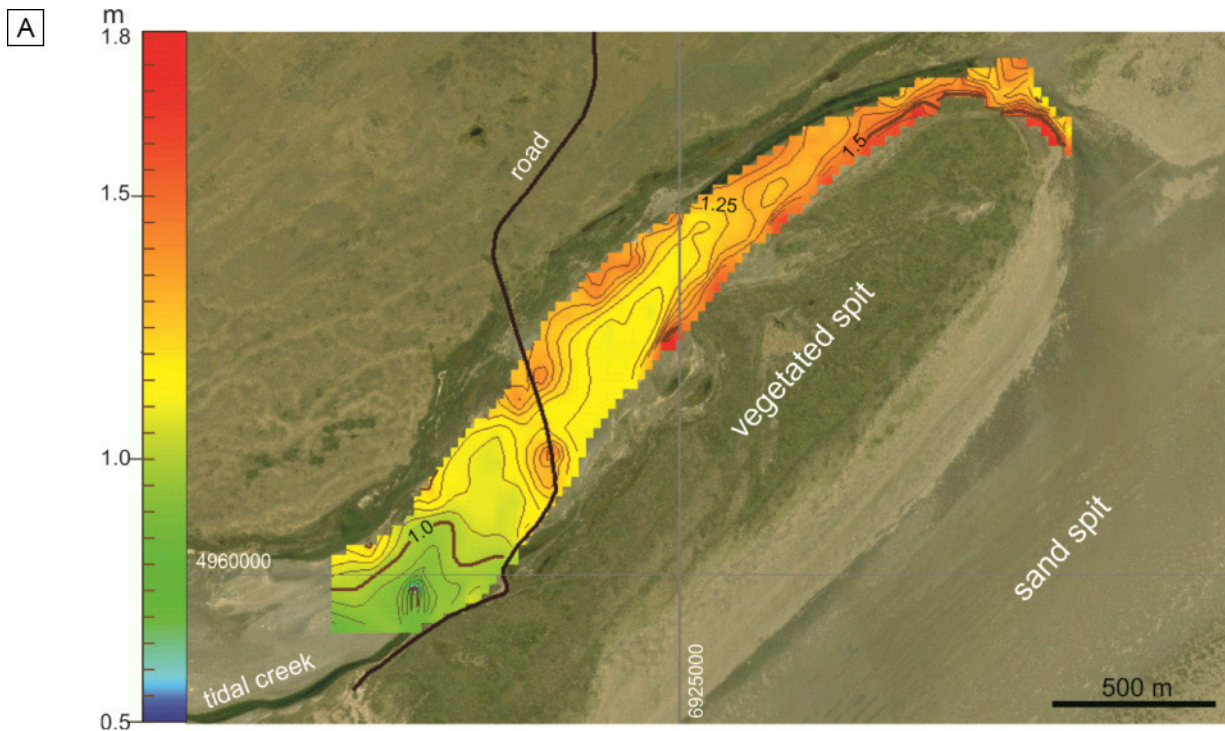 A
m
1.8
1.5
1.0
0.5
road
1.5
1.25
vegetated spit
1.0
4960000
sand spit
tidal creek
6925000
500 m